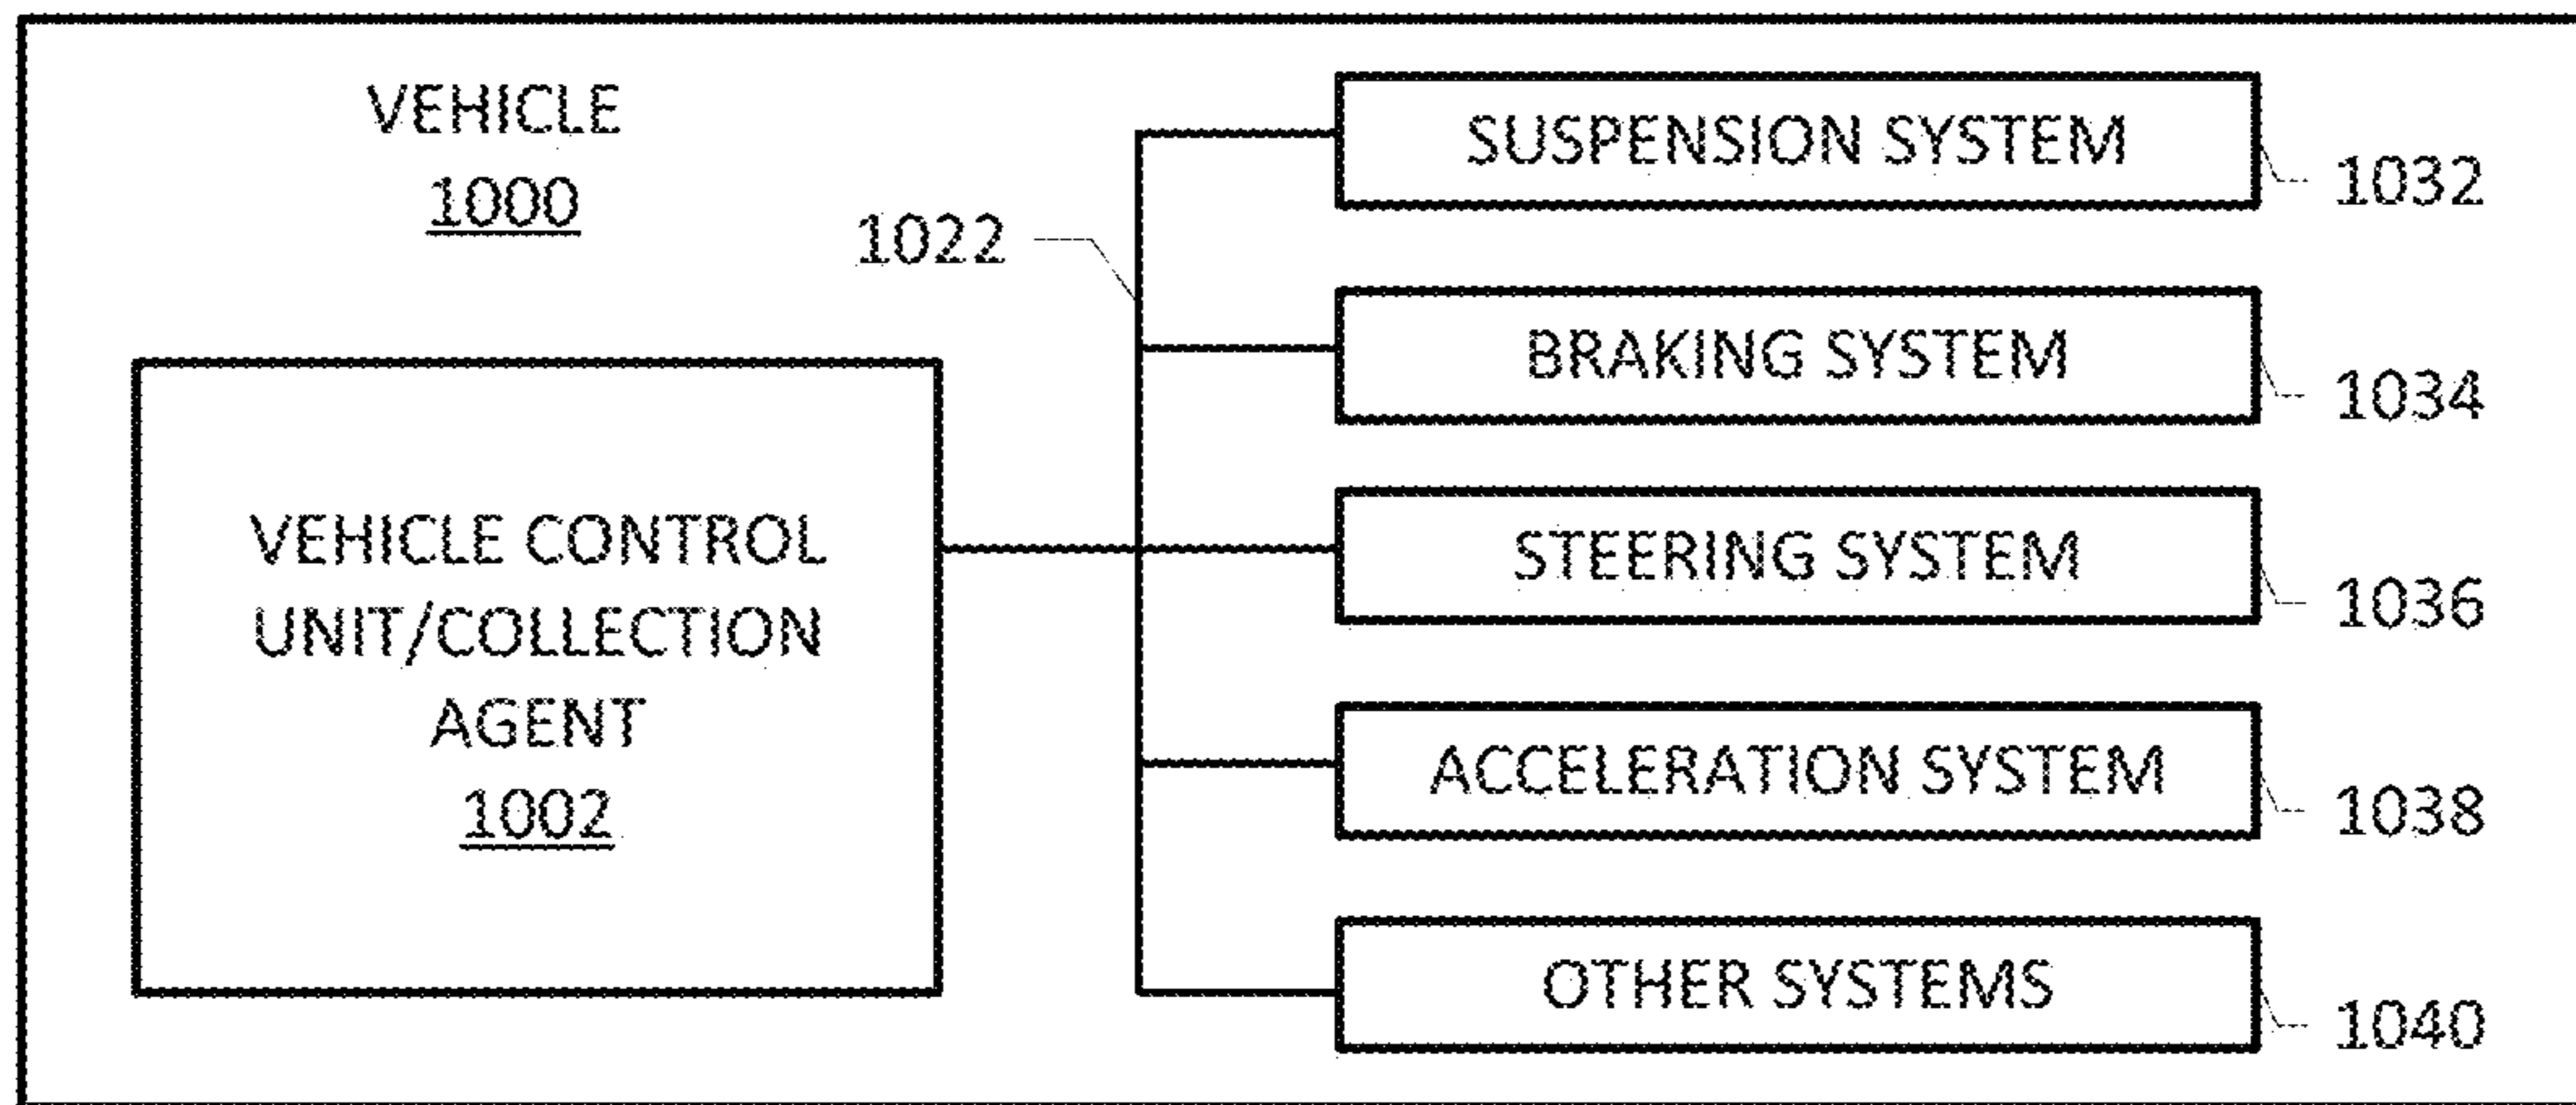 VEHICLE
1000
1022
VEHICLE CONTROL
UNIT/COLLECTION
AGENT
1002
SUSPENSION SYSTEM
1032
BRAKING SYSTEM
1034
STEERING SYSTEM
1036
ACCELERATION SYSTEM
1038
OTHER SYSTEMS
1040